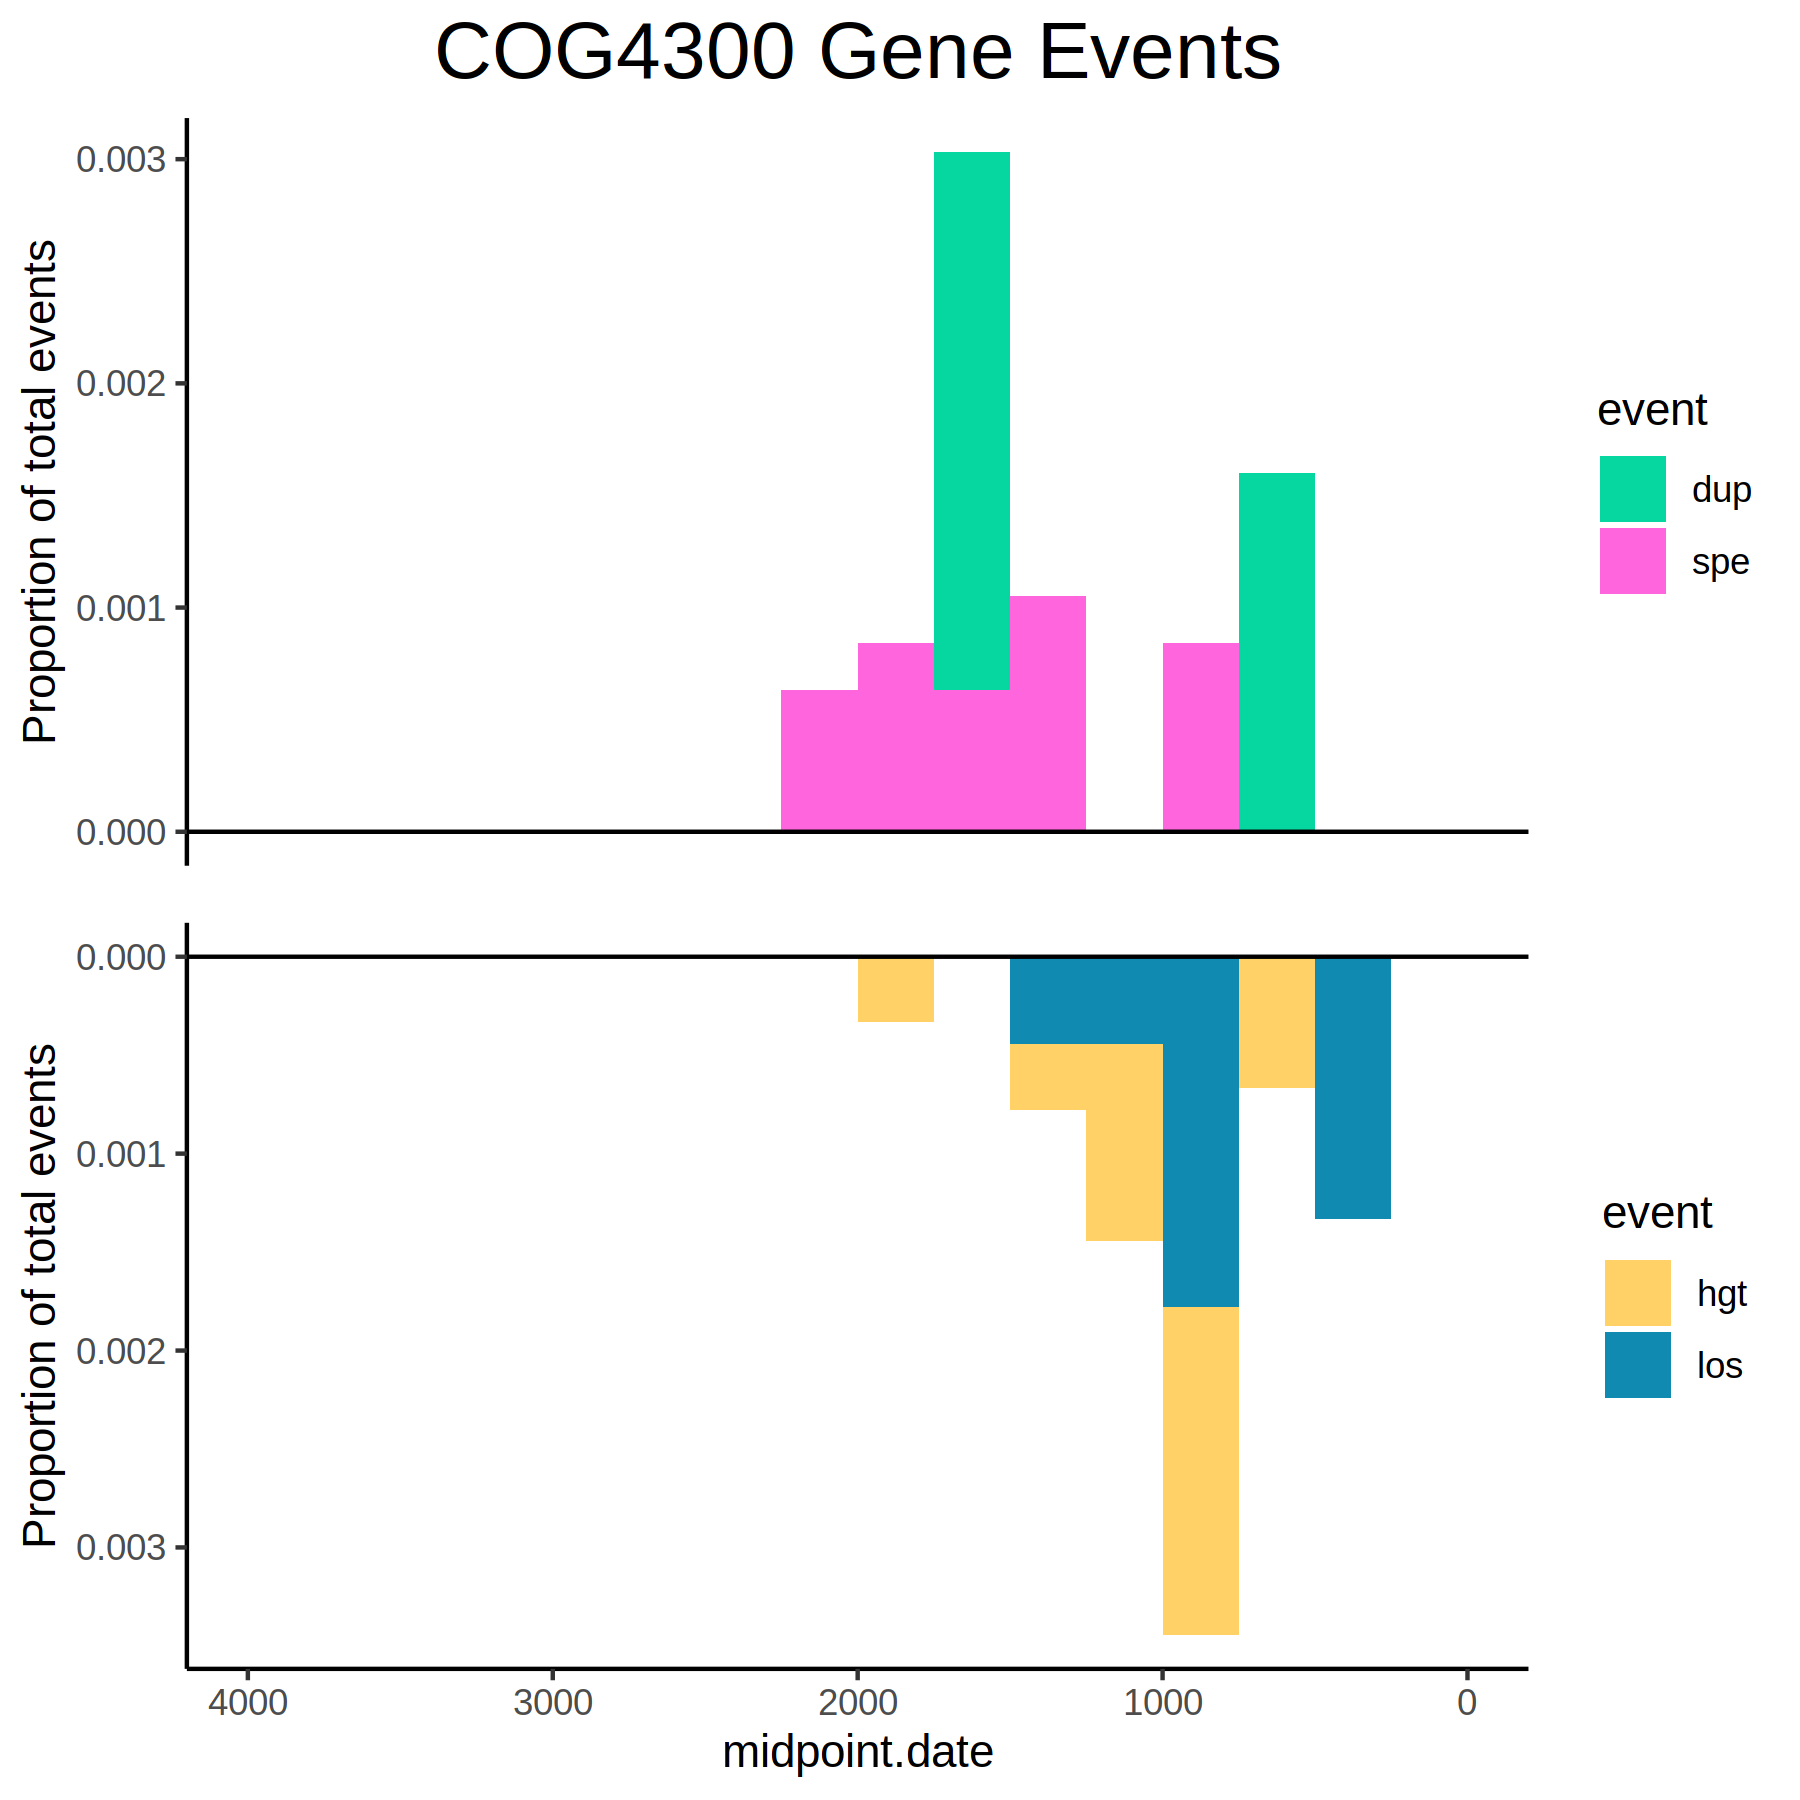 COG4300 Gene Events
Proportion of total events
0.003
0.002
0.001
0.000
event
dup
spe
Proportion of total events
0.000
0.001
0.002
0.003
event
hgt
los
4000 3000 2000 1000 0
midpoint.date